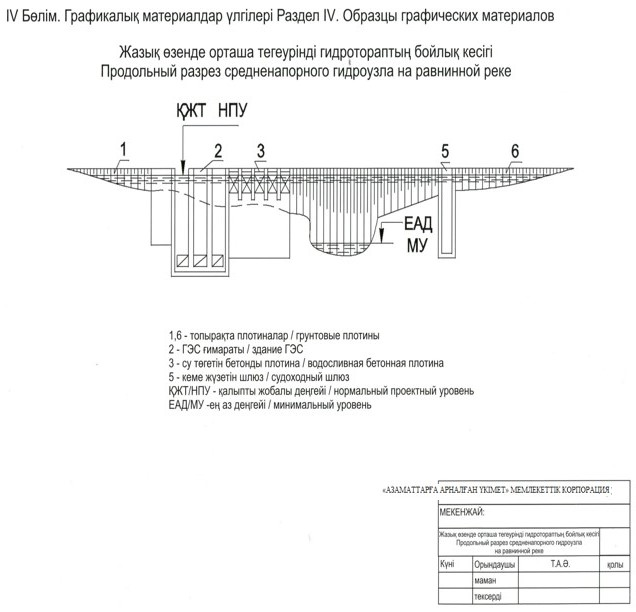 IV Бөлім. Графикалық материалдар үлгілері Раздел IV. Образцы графических материалов
Жазық өзенде орташа тегеурінді гидротораптың бойлық кесігі
Продольный разрез средненапорного гидроузла на равнинной реке
ҚЖТ НПУ
1
2
3
5
6
ЕАД
МУ
1,6 - топырақта плотиналар / грунтовые плотины
2 - ГЭС ғимараты / здание ГЭС
3 - су төгетін бетонды плотина / водосливная бетонная плотина
5 - кеме жүзетін шлюз / судоходный шлюз
ҚЖТ/НПУ - қалыпты жобалы деңгейі / нормальный проектный уровень
ЕАД/МУ -ең аз деңгейі / минимальный уровень
«АЗАМАТТАРҒА АРНАЛҒАН ҮКІМЕТ» МЕМЛЕКЕТТІК КОРПОРАЦИЯ
МЕКЕНЖАЙ:
Жазық өзенде орташа тегеурінді гидротораптың бойлық кесігі
Продольный разрез средненапорного гидроузла
на равнинной реке
Күні Орындаушы Т.А.Ә. қолы
маман
тексерді